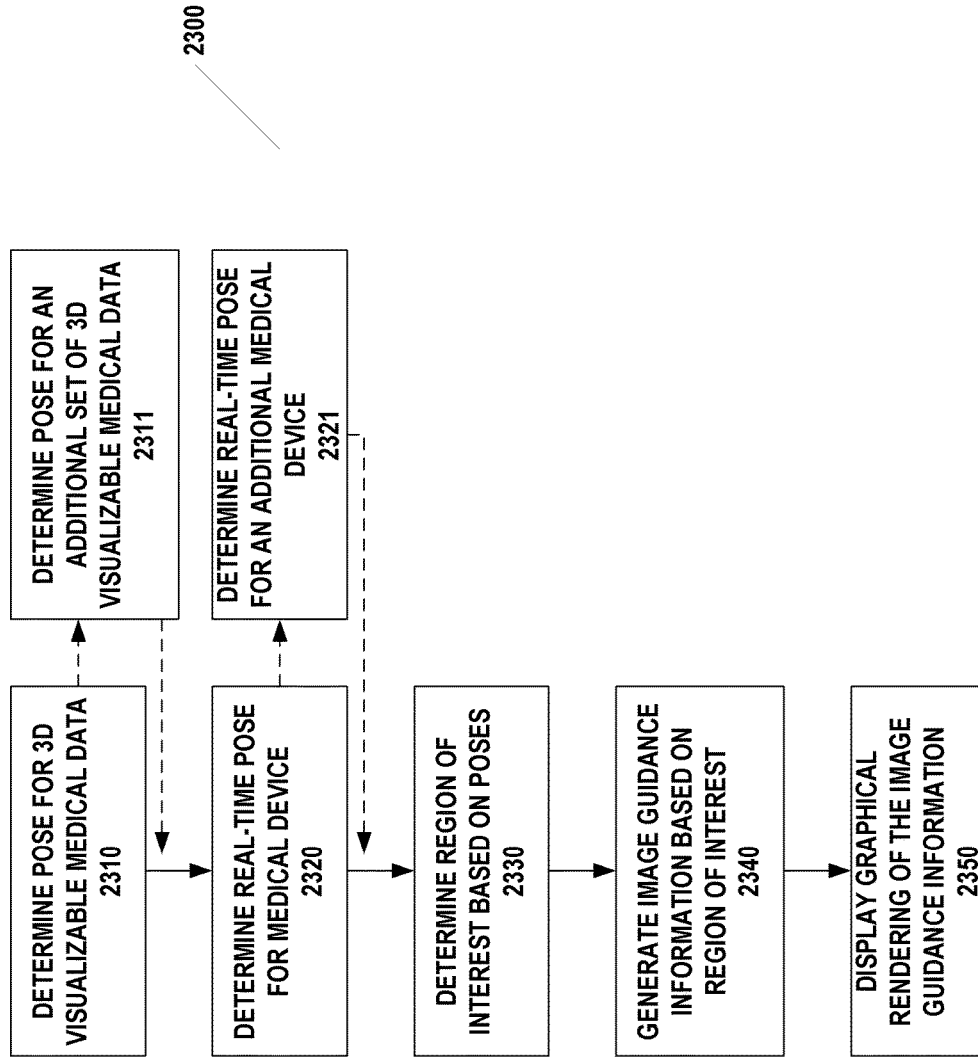 2300
DETERMINE POSE FOR 3D
VISUALIZABLE MEDICAL DATA
2310
DETERMINE POSE FOR AN
ADDITIONAL SET OF 3D
VISUALIZABLE MEDICAL DATA
2311
DETERMINE REAL-TIME POSE
FOR MEDICAL DEVICE
2320
DETERMINE REAL-TIME POSE
FOR AN ADDITIONAL MEDICAL
DEVICE
2321
DETERMINE REGION OF
INTEREST BASED ON POSES
2330
GENERATE IMAGE GUIDANCE
INFORMATION BASED ON
REGION OF INTEREST
2340
DISPLAY GRAPHICAL
RENDERING OF THE IMAGE
GUIDANCE INFORMATION
2350